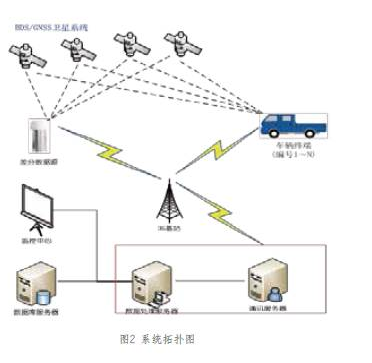 BDS/GNSS卫星系统
差分数据源
车辆终端
(编号1～N)
3G基站
监控中心
数据库服务器
数据处理服务器
通讯服务器
图2 系统拓扑图